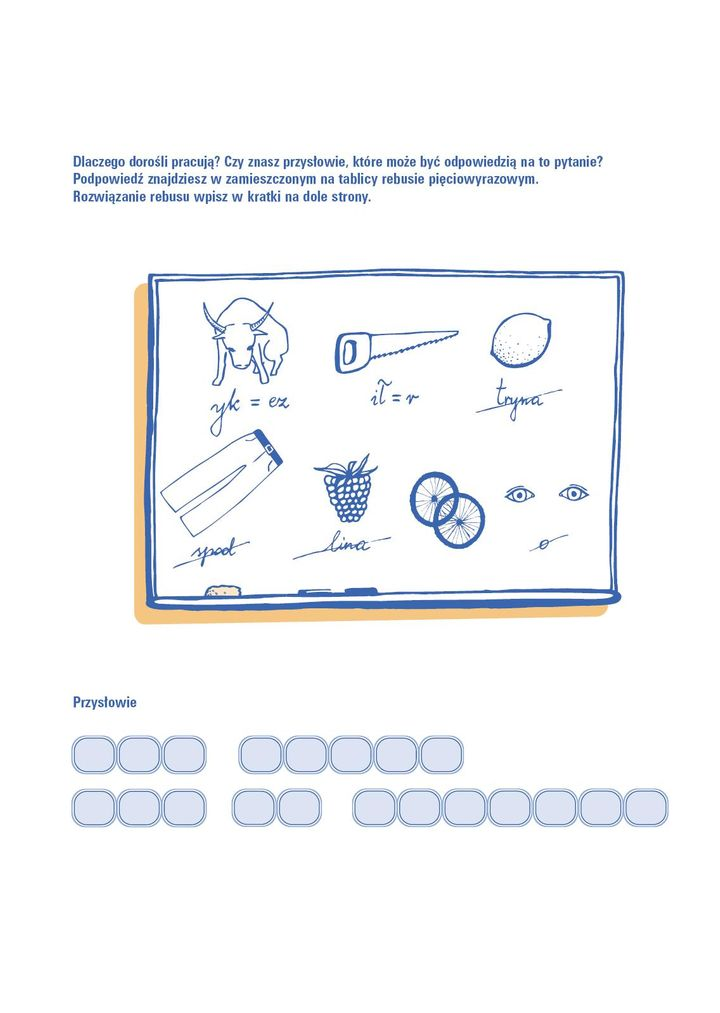 Dlaczego dorośli pracują? Czy znasz przysłowie, które może być odpowiedzią na to pytanie?
Podpowiedź znajdziesz w zamieszczonym na tablicy rebusie pięciowyrazowym.
Rozwiązanie rebusu wpisz w kratki na dole strony.
yk = ez
ił = r
tryna
spod
lina
o
Przysłowie